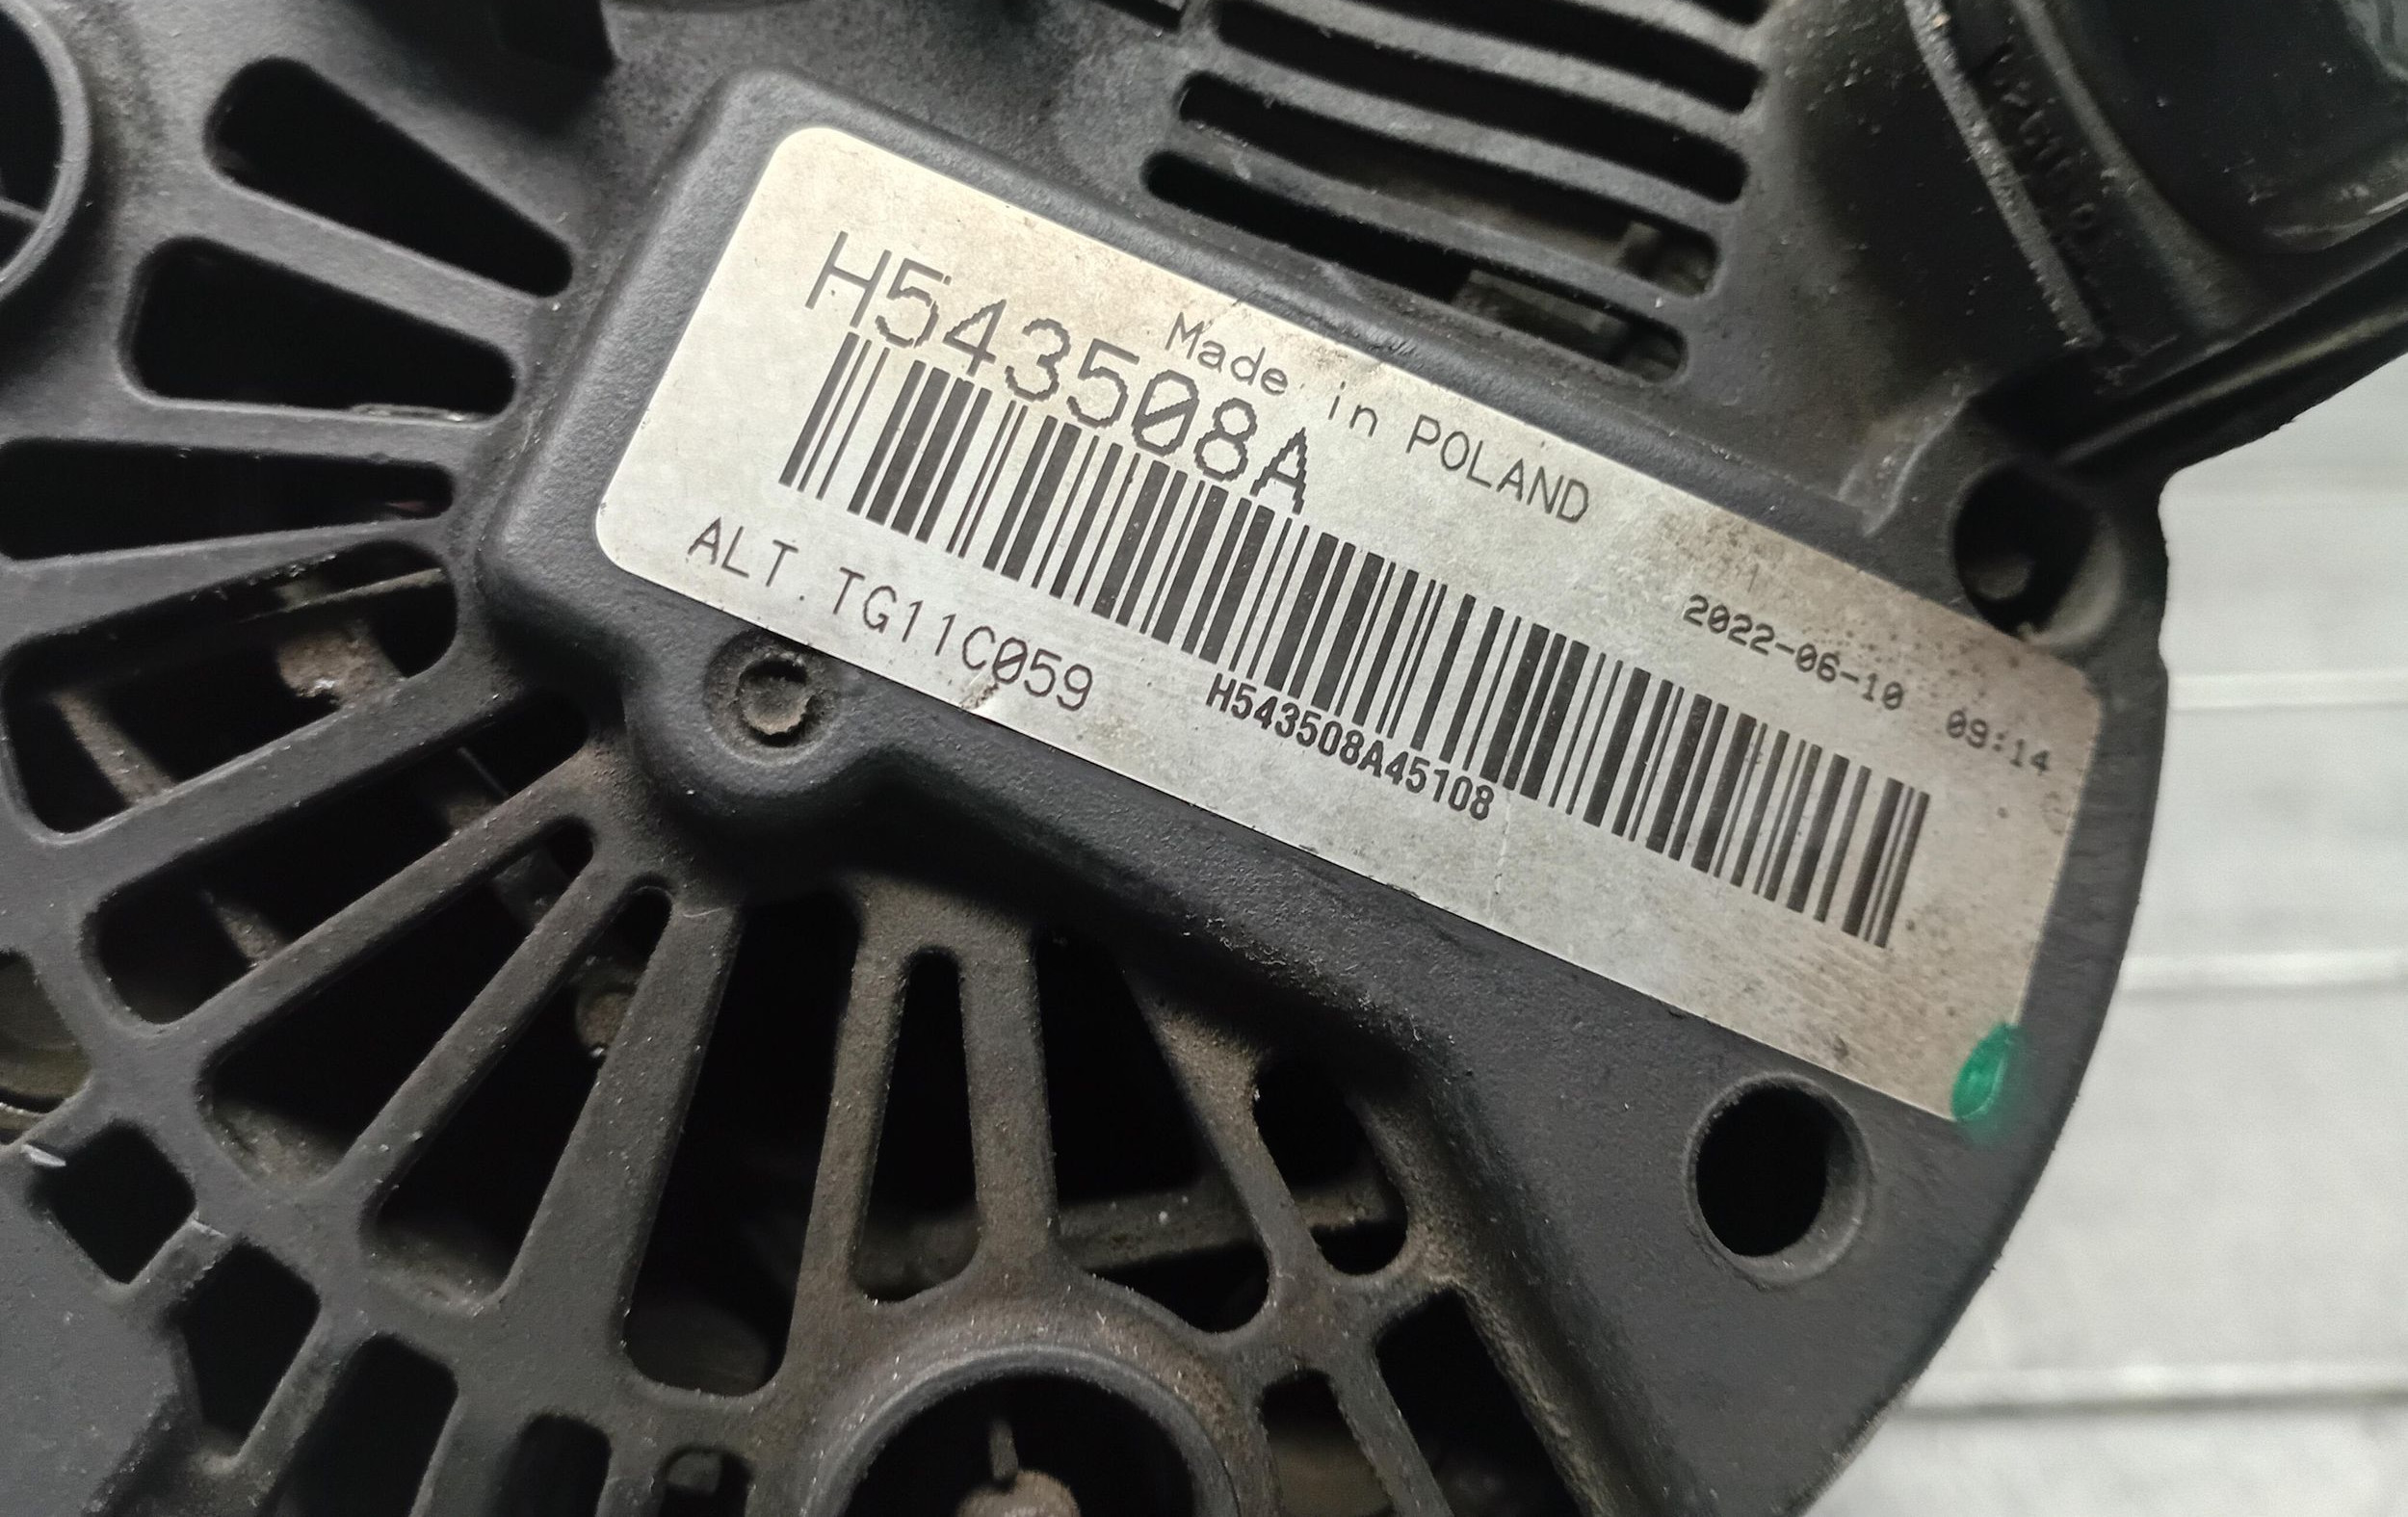 Made in POLAND
H543508A
2022-06-10 09:14
H543508A45108
ALT. TG11C059